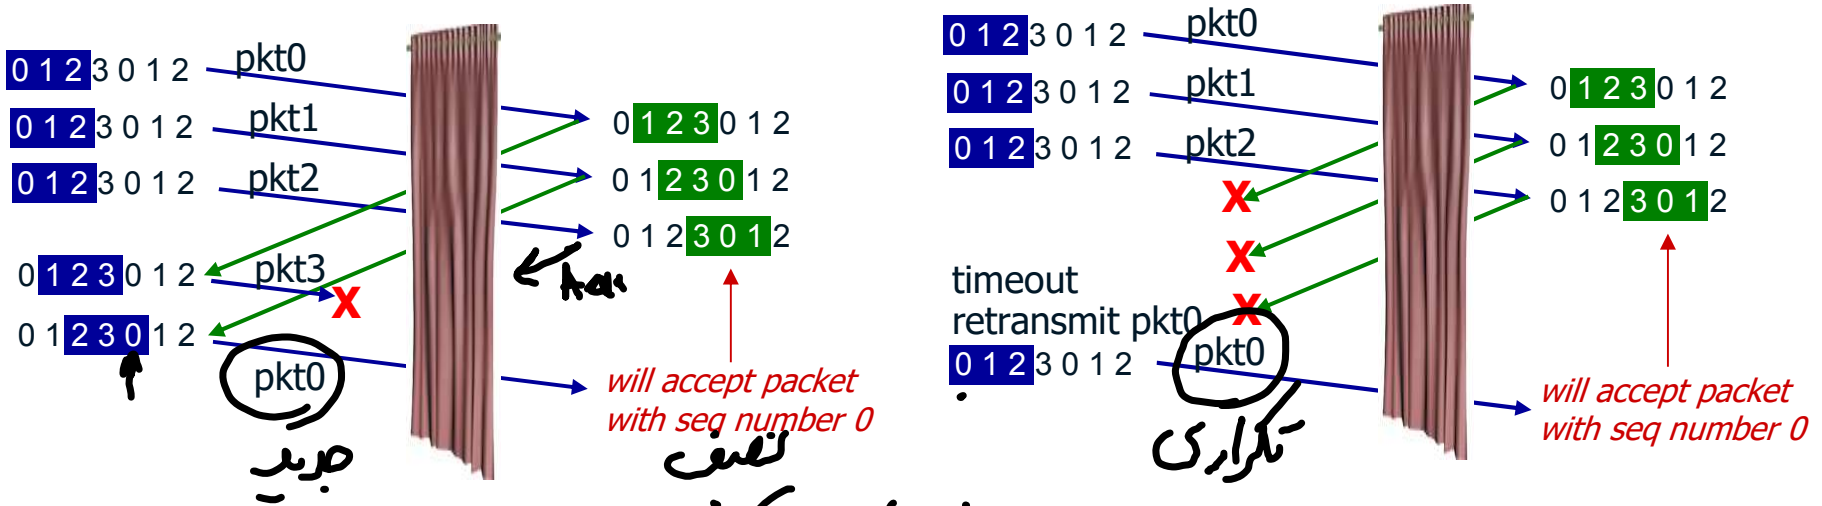 0 1 2 3 0 1 2 pkt0
0 1 2 3 0 1 2 pkt1
0 1 2 3 0 1 2 pkt2
0 1 2 3 0 1 2
0 1 2 3 0 1 2
0 1 2 3 0 1 2
0 1 2 3 0 1 2 pkt3 X
0 1 2 3 0 1 2
pkt0
will accept packet
with seq number 0
جدید
0 1 2 3 0 1 2 pkt0
0 1 2 3 0 1 2 pkt1
0 1 2 3 0 1 2 pkt2
0 1 2 3 0 1 2
0 1 2 3 0 1 2
0 1 2 3 0 1 2
X
X
X
timeout
retransmit pkt0
0 1 2 3 0 1 2 pkt0
will accept packet
with seq number 0
تکراری